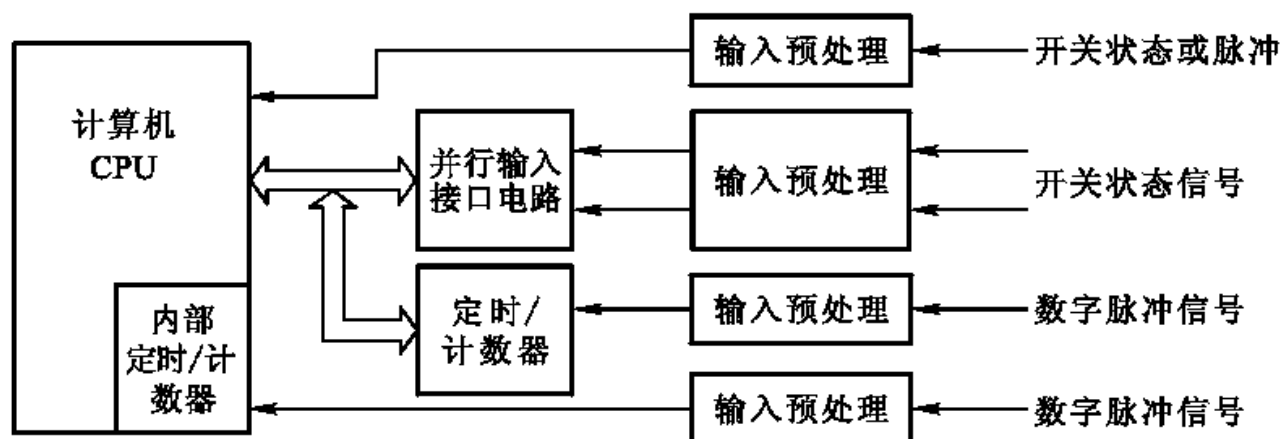 输入预处理
开关状态或脉冲
计算机
CPU
并行输入
接口电路
输入预处理
开关状态信号
内部
定时/计
数器
定时/
计数器
输入预处理
数字脉冲信号
输入预处理
数字脉冲信号